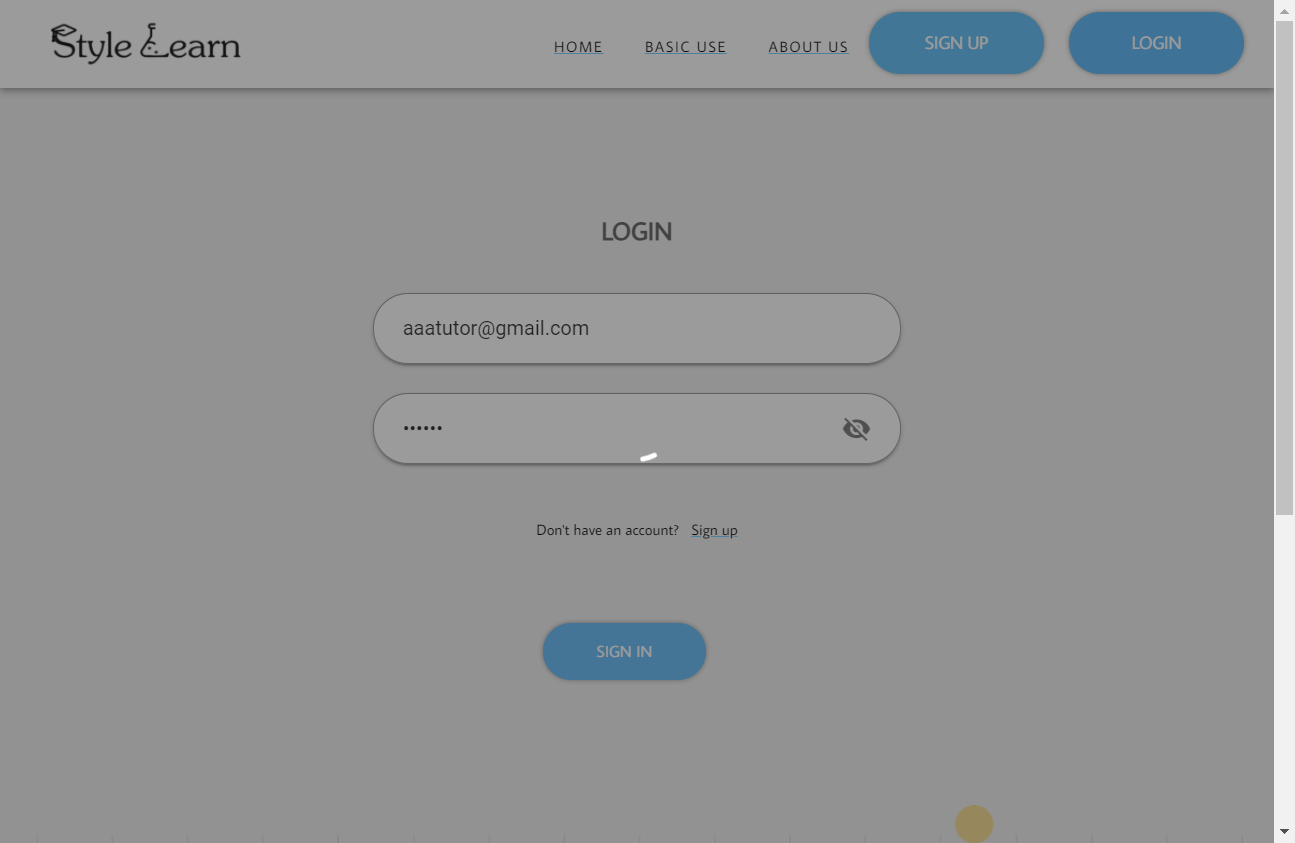 Style Learn
HOME
BASIC USE
ABOUT US
SIGN UP
LOGIN
LOGIN
aaatutor@gmail.com
••••••
Don't have an account? Sign up
SIGN IN